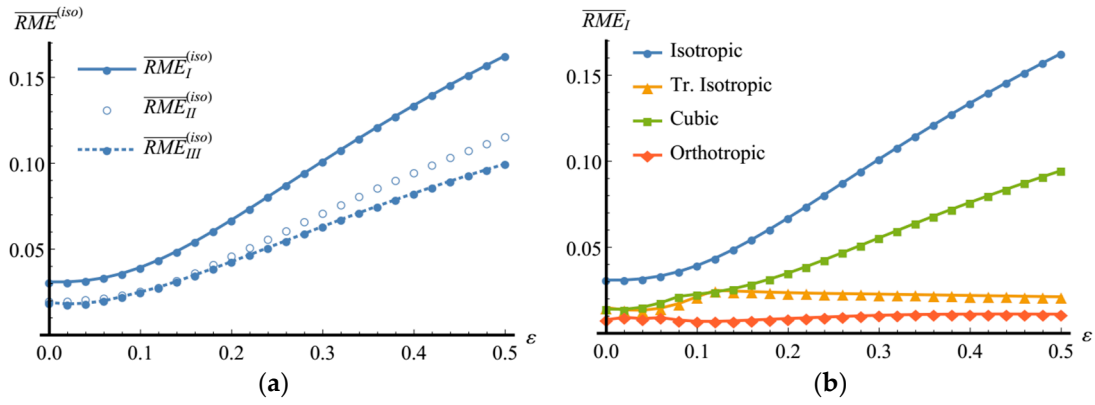 RME^(iso)
RME_I^(iso)
RME_II^(iso)
RME_III^(iso)
0.15
0.10
0.05
0.0 0.1 0.2 0.3 0.4 0.5 ε
(a)
RME_I
Isotropic
Tr. Isotropic
Cubic
Orthotropic
0.15
0.10
0.05
0.0 0.1 0.2 0.3 0.4 0.5 ε
(b)